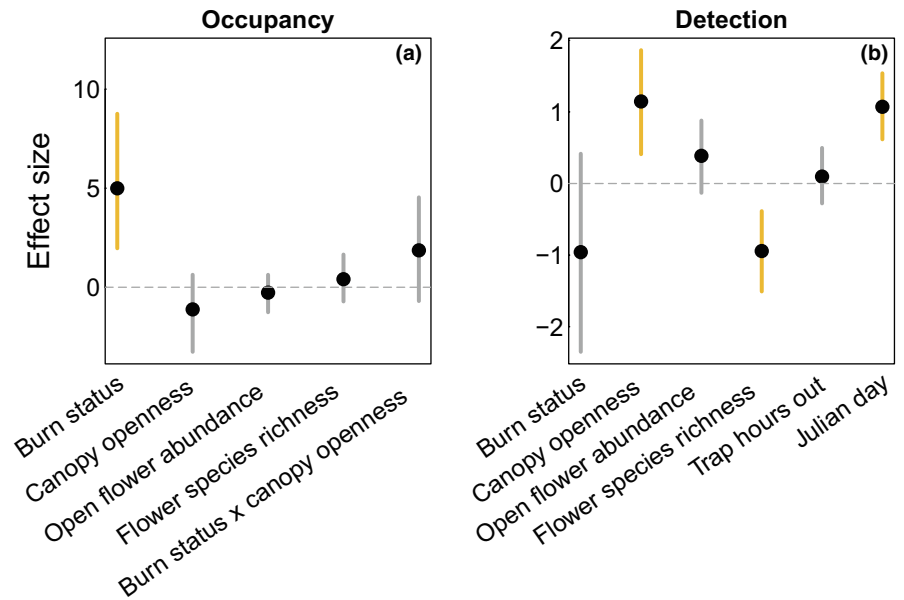 Occupancy
(a)
Effect size
10
5
0
Burn status
Canopy openness
Open flower abundance
Flower species richness
Burn status x canopy openness
Detection
(b)
2
1
0
−1
−2
Burn status
Canopy openness
Open flower abundance
Flower species richness
Trap hours out
Julian day